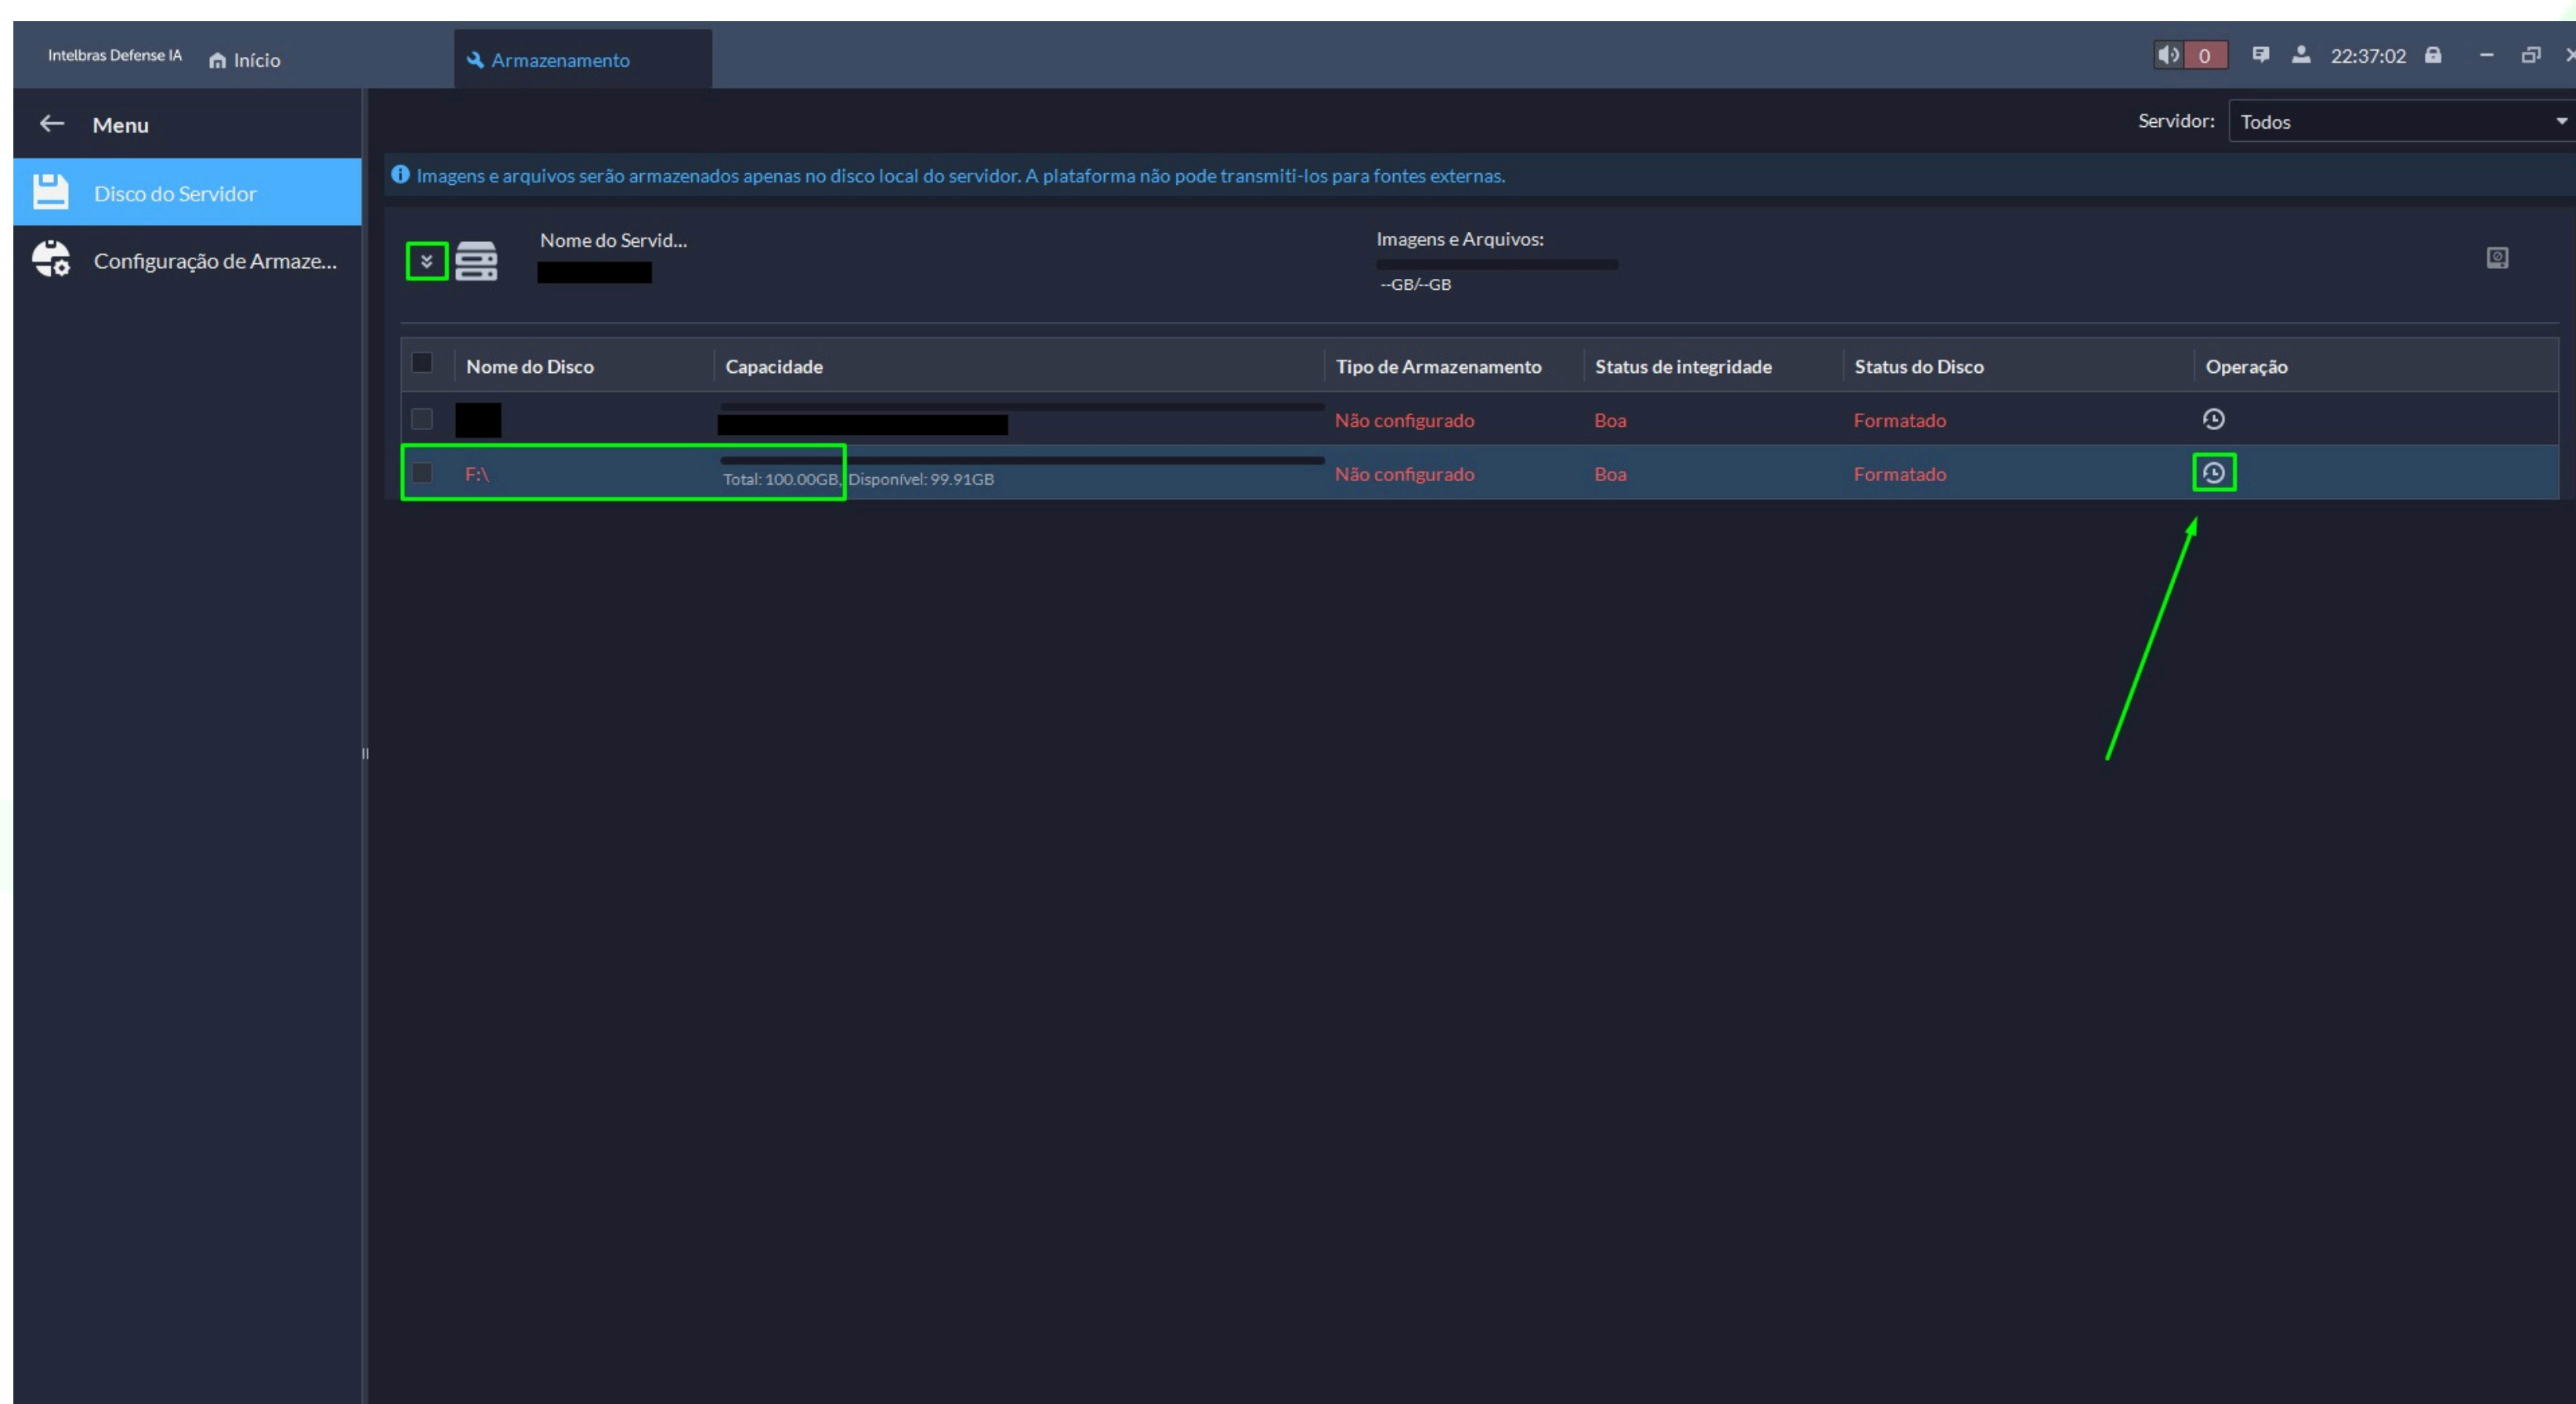 Intelbras Defense IA Início Armazenamento 0 22:37:02
Menu
Servidor: Todos
Disco do Servidor
Imagens e arquivos serão armazenados apenas no disco local do servidor. A plataforma não pode transmiti-los para fontes externas.
Configuração de Armaze...
Nome do Servid...
Imagens e Arquivos:
--GB/--GB
Nome do Disco Capacidade Tipo de Armazenamento Status de integridade Status do Disco Operação
Não configurado Boa Formatado
F:\ Total: 100.00GB, Disponível: 99.91GB Não configurado Boa Formatado